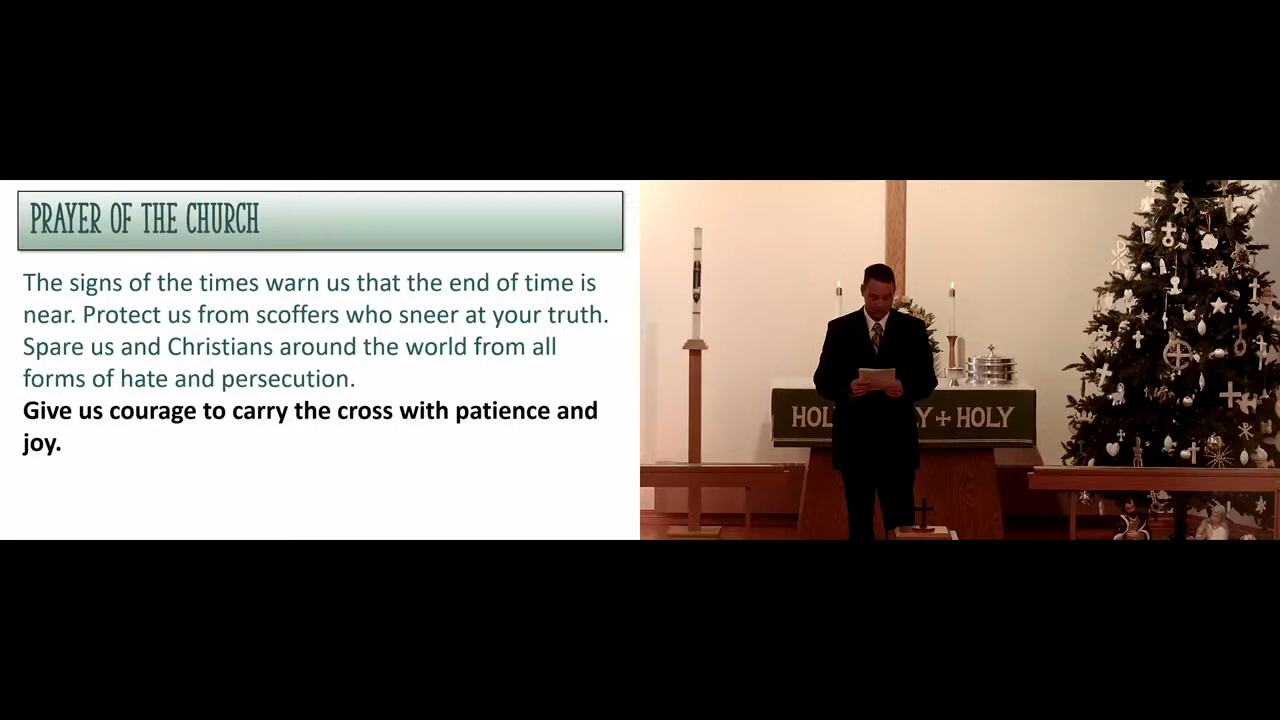 PRAYER OF THE CHURCH
The signs of the times warn us that the end of time is
near. Protect us from scoffers who sneer at your truth.
Spare us and Christians around the world from all
forms of hate and persecution.
Give us courage to carry the cross with patience and
joy.
HOLY
HOLY